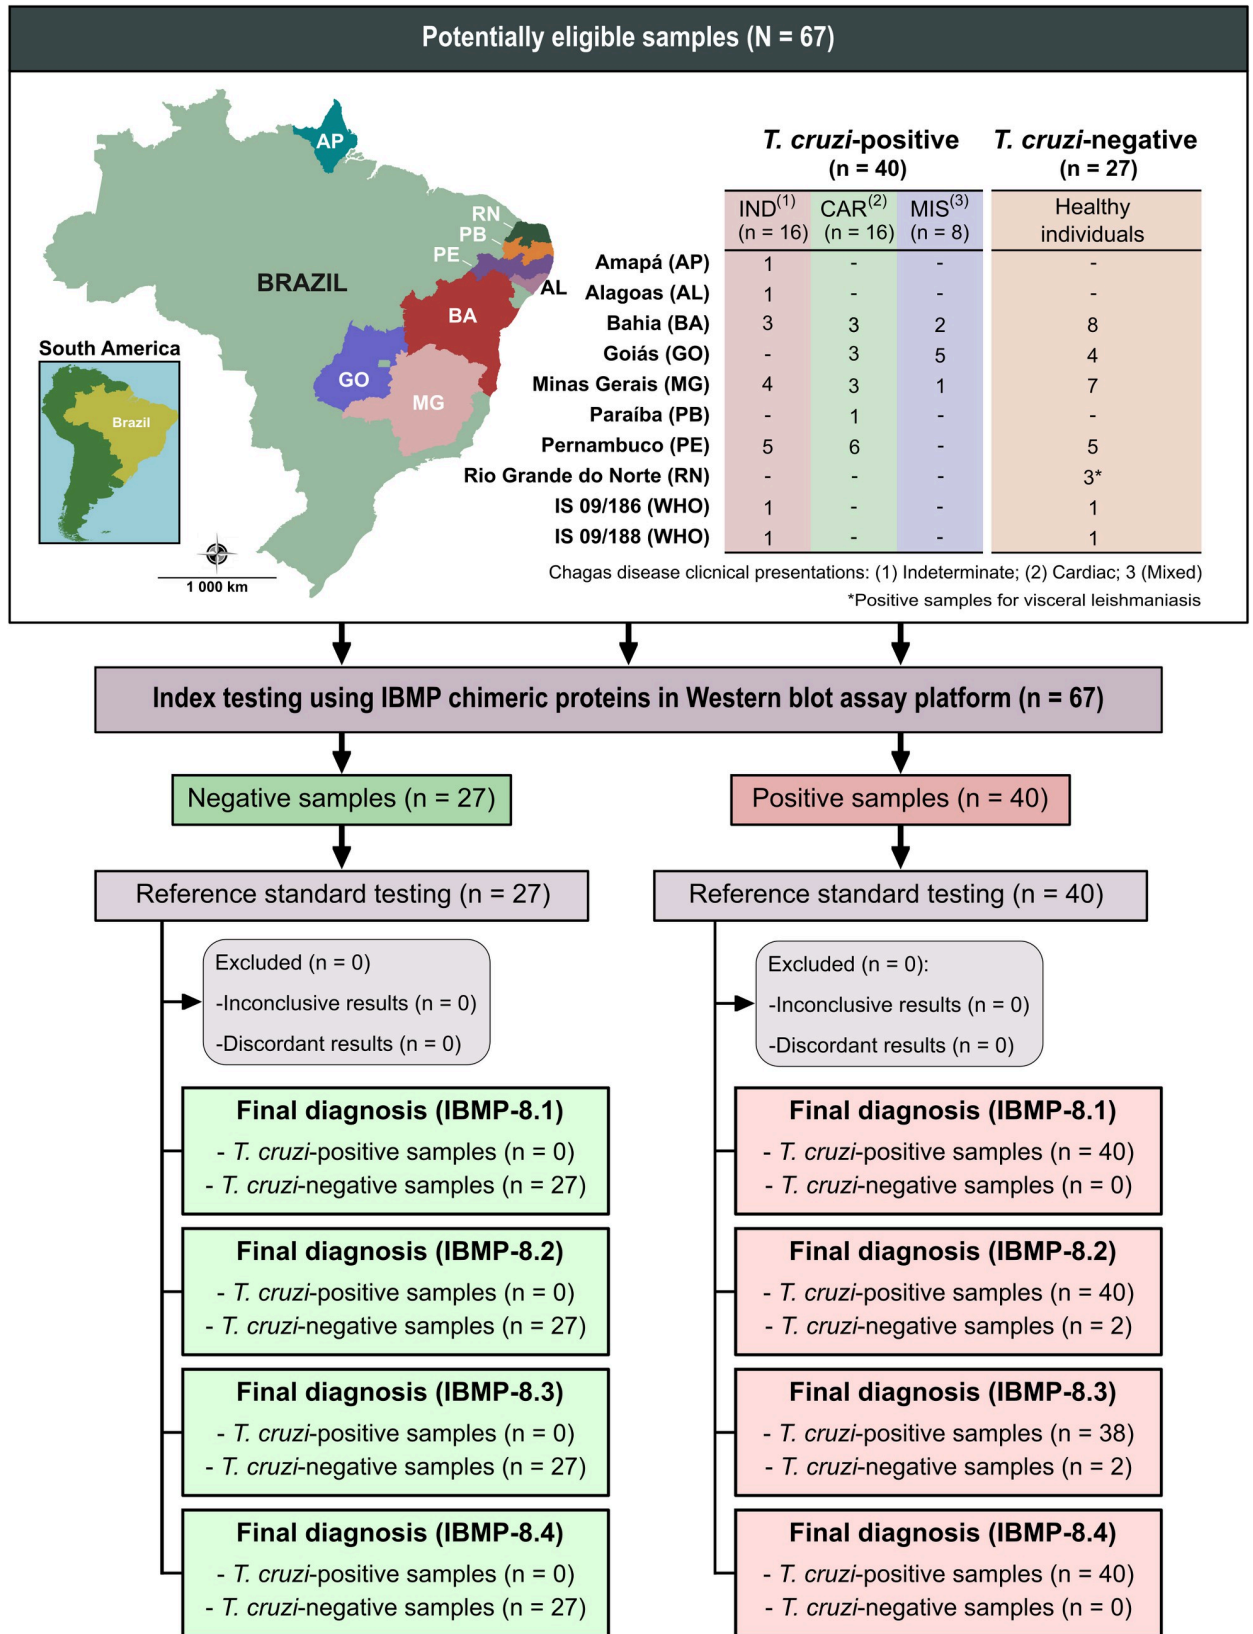 Potentially eligible samples (N = 67)
AP
RN
PB
PE
AL
BRAZIL
BA
GO
MG
South America
Brazil
1 000 km
T. cruzi-positive T. cruzi-negative
(n = 40) (n = 27)
IND(1) CAR(2) MIS(3) Healthy
(n = 16) (n = 16) (n = 8) individuals
Amapá (AP) 1 - - -
Alagoas (AL) 1 - - -
Bahia (BA) 3 3 2 8
Goiás (GO) - 3 5 4
Minas Gerais (MG) 4 3 1 7
Paraíba (PB) - 1 - -
Pernambuco (PE) 5 6 - 5
Rio Grande do Norte (RN) - - - 3*
IS 09/186 (WHO) 1 - - 1
IS 09/188 (WHO) 1 - - 1
Chagas disease clicnical presentations: (1) Indeterminate; (2) Cardiac; 3 (Mixed)
*Positive samples for visceral leishmaniasis
Index testing using IBMP chimeric proteins in Western blot assay platform (n = 67)
Negative samples (n = 27)
Positive samples (n = 40)
Reference standard testing (n = 27)
Reference standard testing (n = 40)
Excluded (n = 0)
-Inconclusive results (n = 0)
-Discordant results (n = 0)
Excluded (n = 0):
-Inconclusive results (n = 0)
-Discordant results (n = 0)
Final diagnosis (IBMP-8.1)
- T. cruzi-positive samples (n = 0)
- T. cruzi-negative samples (n = 27)
Final diagnosis (IBMP-8.1)
- T. cruzi-positive samples (n = 40)
- T. cruzi-negative samples (n = 0)
Final diagnosis (IBMP-8.2)
- T. cruzi-positive samples (n = 0)
- T. cruzi-negative samples (n = 27)
Final diagnosis (IBMP-8.2)
- T. cruzi-positive samples (n = 40)
- T. cruzi-negative samples (n = 2)
Final diagnosis (IBMP-8.3)
- T. cruzi-positive samples (n = 0)
- T. cruzi-negative samples (n = 27)
Final diagnosis (IBMP-8.3)
- T. cruzi-positive samples (n = 38)
- T. cruzi-negative samples (n = 2)
Final diagnosis (IBMP-8.4)
- T. cruzi-positive samples (n = 0)
- T. cruzi-negative samples (n = 27)
Final diagnosis (IBMP-8.4)
- T. cruzi-positive samples (n = 40)
- T. cruzi-negative samples (n = 0)